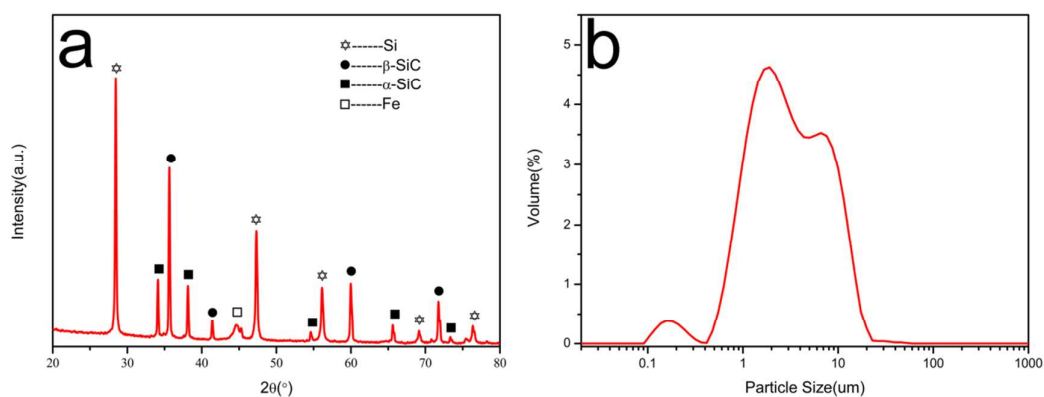 a
------Si
------β-SiC
------α-SiC
------Fe
Intensity(a.u.)
20 30 40 50 60 70 80
2θ(°)
b
5
4
3
2
1
0
Volume(%)
0.1 1 10 100 1000
Particle Size(um)